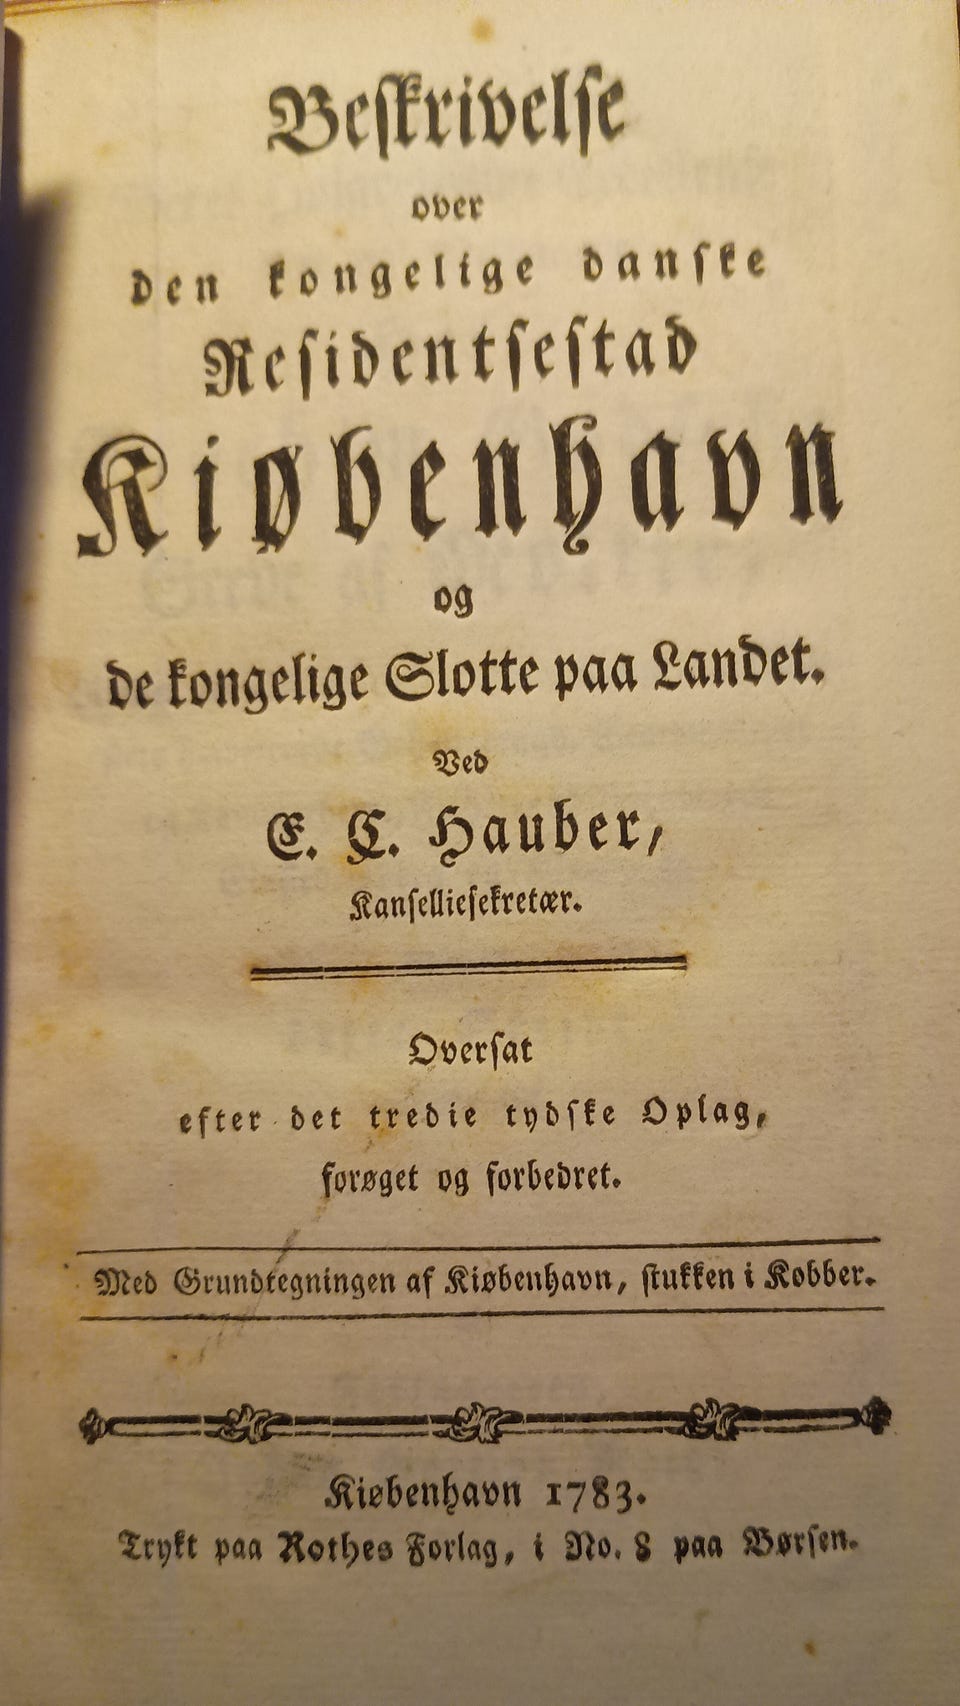 Beskrivelse
over
den kongelige danske
Residentsestad
Kiøbenhavn
og
de kongelige Slotte paa Landet.
Ved
E. C. Hauber,
Kanselliesekretær.
Oversat
efter det tredie tydske Oplag,
forøget og forbedret.
Med Grundtegningen af Kiøbenhavn, stukken i Kobber.
Kiøbenhavn 1783.
Trykt paa Rothes Forlag, i No. 8 paa Børsen.